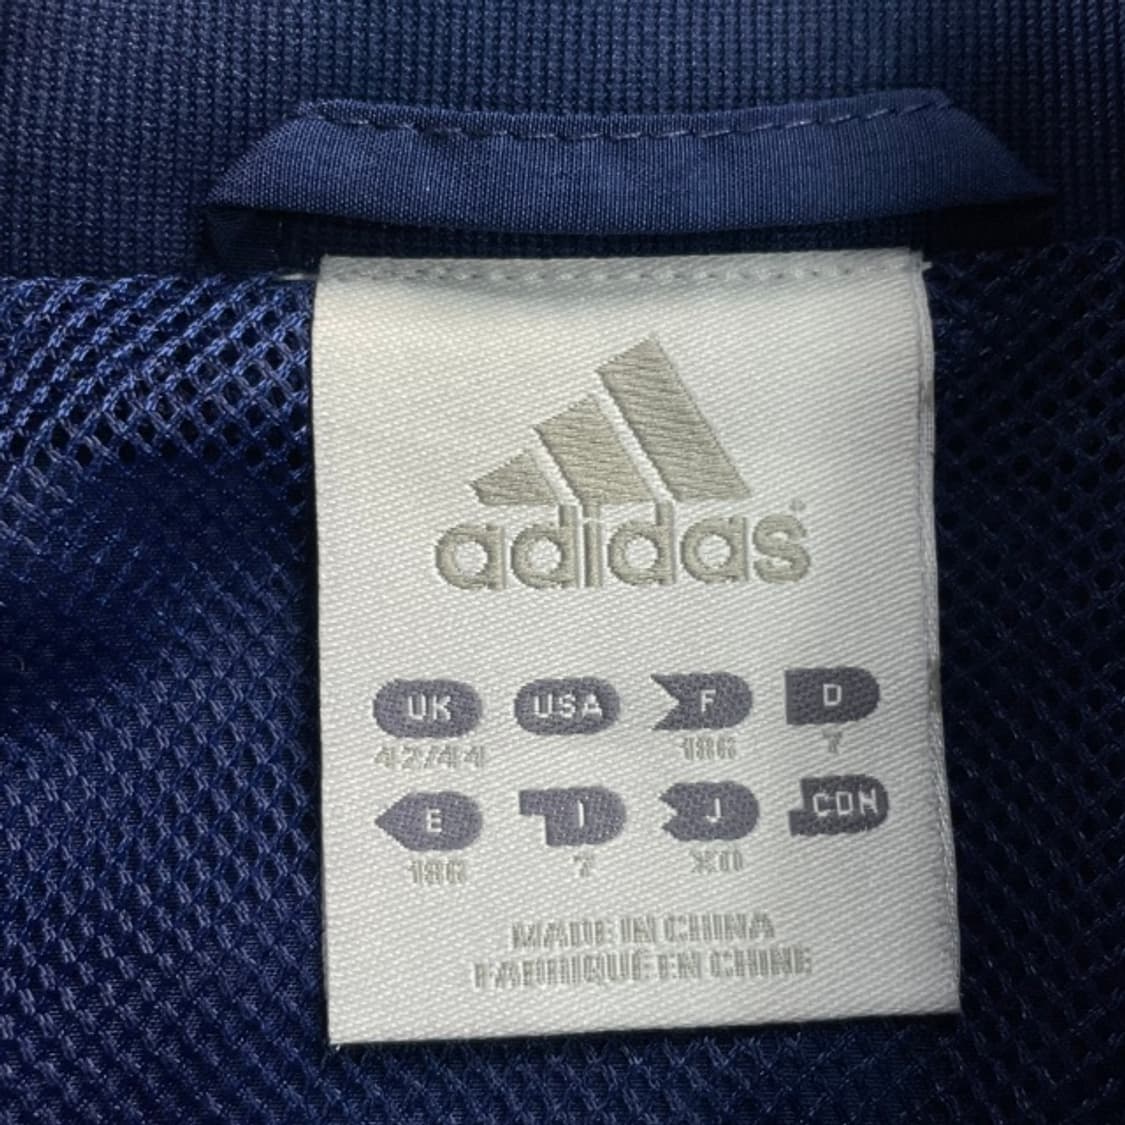 adidas®
UK USA F D
42/44 186 7
E I J CDN
186 7 XO
MADE IN CHINA
FABRIQUÉ EN CHINE